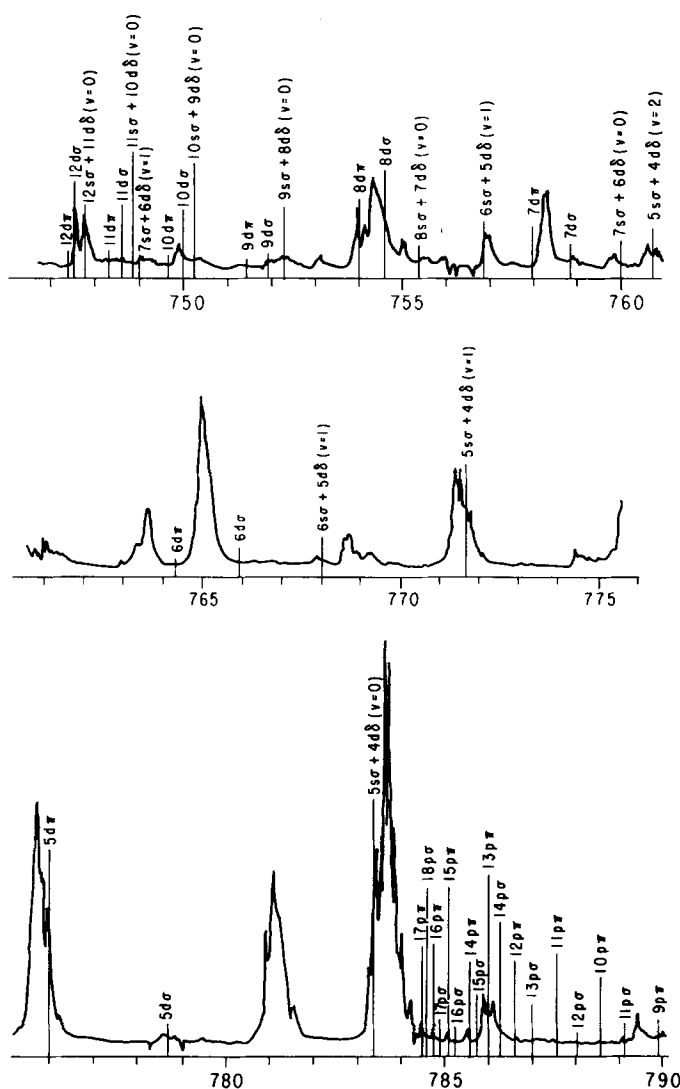 12dπ
12dσ
12sσ + 11dδ (v=0)
11dπ
11dσ
11sσ + 10dδ (v=0)
7sσ + 6dδ (v=1)
10dπ
10dσ
10sσ + 9dδ (v=0)
9dπ
9dσ
9sσ + 8dδ (v=0)
8dπ
8dσ
8sσ + 7dδ (v=0)
6sσ + 5dδ (v=1)
7dπ
7dσ
7sσ + 6dδ (v=0)
5sσ + 4dδ (v=2)
750 755 760
6dπ
6dσ
6sσ + 5dδ (v=1)
5sσ + 4dδ (v=1)
765 770 775
5dπ
5dσ
5sσ + 4dδ (v=0)
17pπ
18pσ
16pπ
17pσ
15pπ
16pσ
14pπ
15pσ
13pπ
14pσ
12pπ
13pσ
11pπ
12pσ
10pπ
11pσ
9pπ
780 785 790